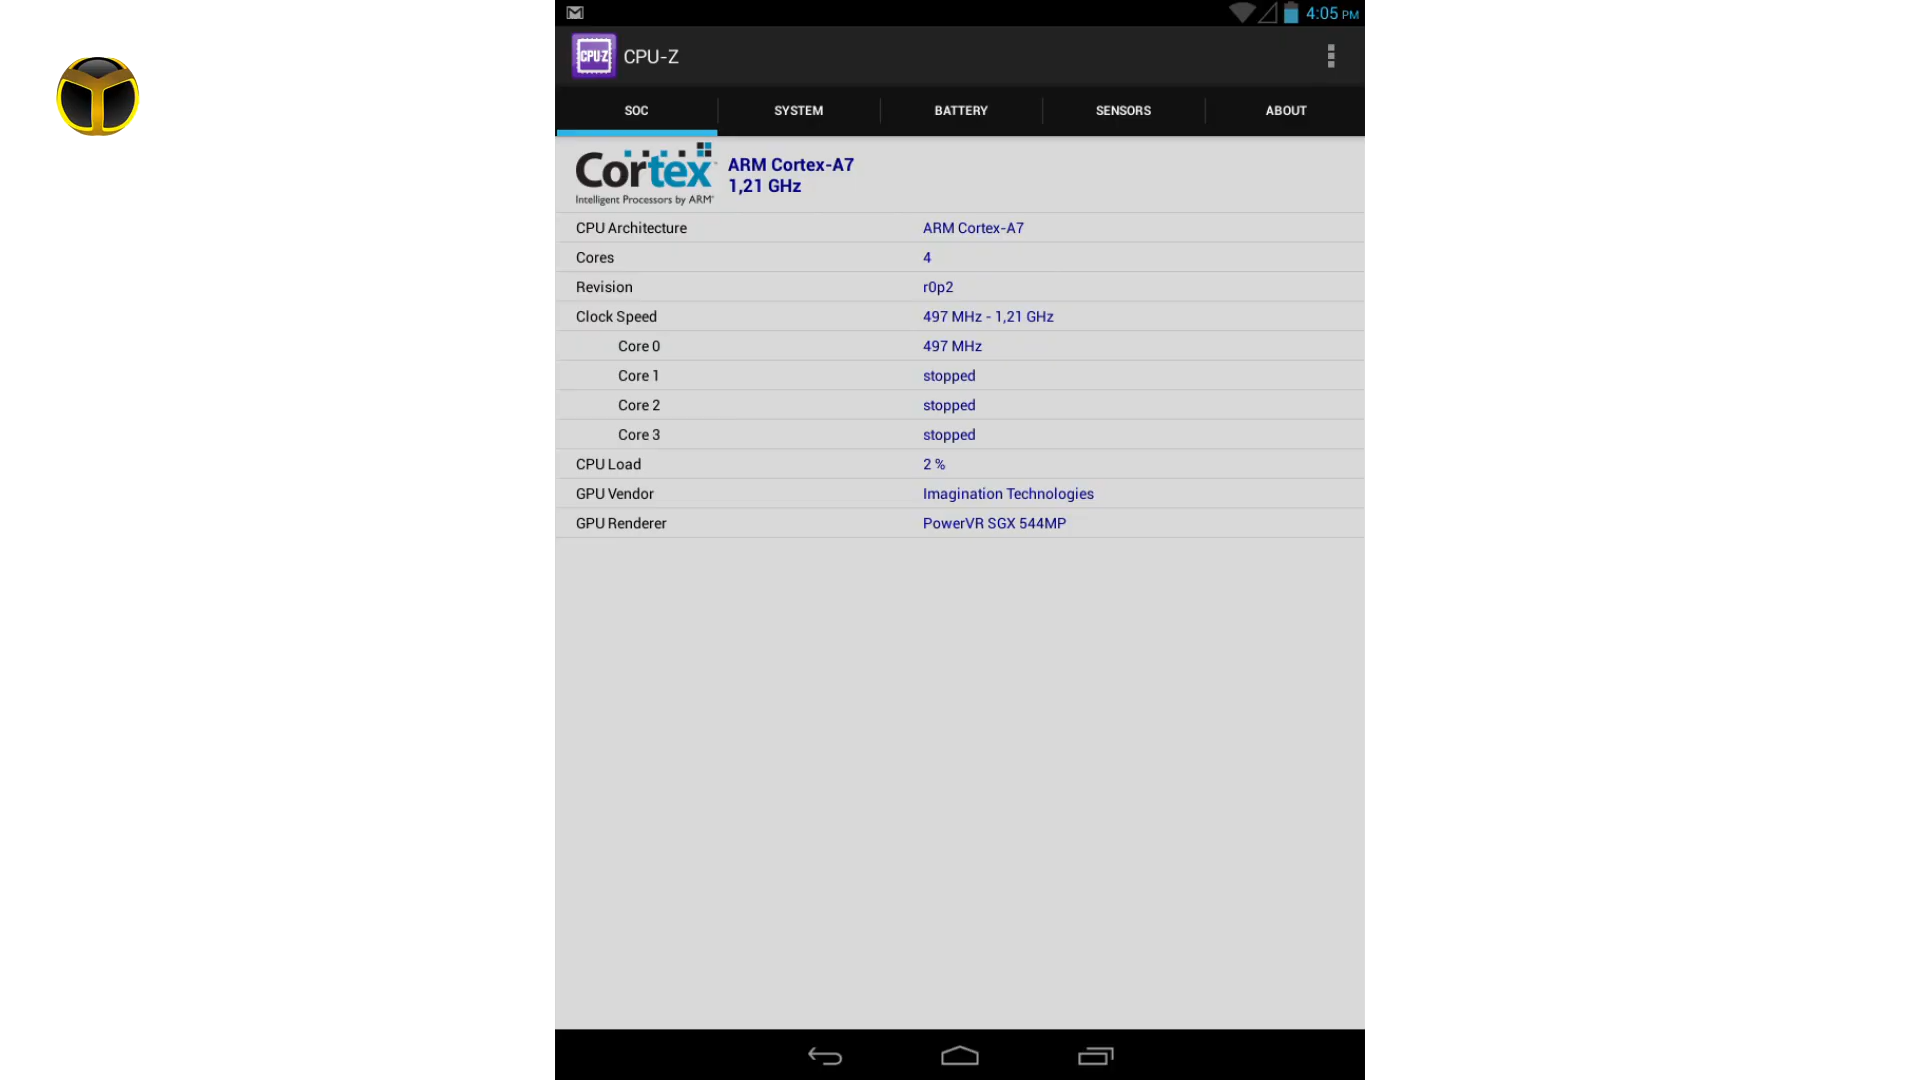 4:05 PM
CPU-Z CPU-Z
SOC SYSTEM BATTERY SENSORS ABOUT
Cortex
Intelligent Processors by ARM
ARM Cortex-A7
1,21 GHz
CPU Architecture ARM Cortex-A7
Cores 4
Revision r0p2
Clock Speed 497 MHz - 1,21 GHz
Core 0 497 MHz
Core 1 stopped
Core 2 stopped
Core 3 stopped
CPU Load 2 %
GPU Vendor Imagination Technologies
GPU Renderer PowerVR SGX 544MP